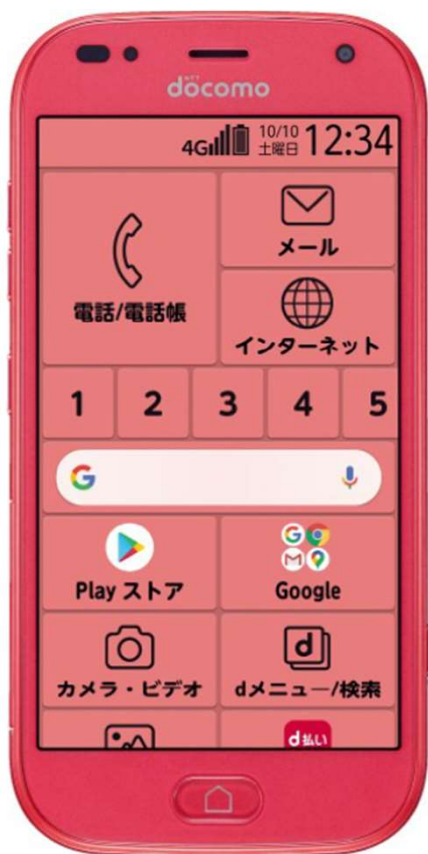 docomo
4G 10/10 12:34
土曜日
電話/電話帳
メール
インターネット
1 2 3 4 5
G
Play ストア
Google
カメラ・ビデオ
dメニュー/検索
d払い